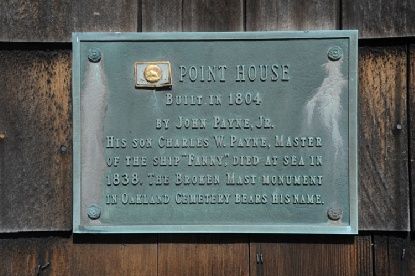 POINT HOUSE
BUILT IN 1804
BY JOHN PAYNE, JR.
HIS SON CHARLES W. PAYNE, MASTER
OF THE SHIP "FANNY", DIED AT SEA IN
1838. THE BROKEN MAST MONUMENT
IN OAKLAND CEMETERY BEARS HIS NAME.